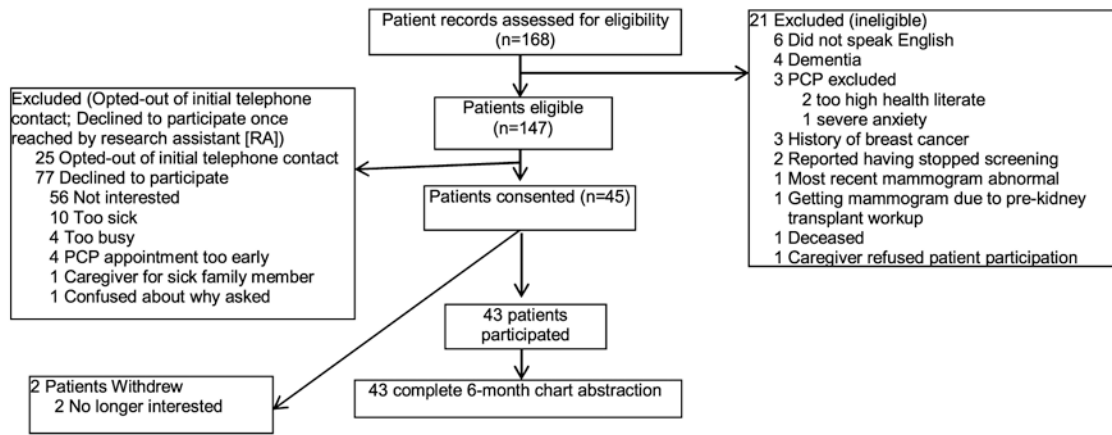 Patient records assessed for eligibility
(n=168)
21 Excluded (ineligible)
6 Did not speak English
4 Dementia
3 PCP excluded
2 too high health literate
1 severe anxiety
3 History of breast cancer
2 Reported having stopped screening
1 Most recent mammogram abnormal
1 Getting mammogram due to pre-kidney
transplant workup
1 Deceased
1 Caregiver refused patient participation
Patients eligible
(n=147)
Excluded (Opted-out of initial telephone
contact; Declined to participate once
reached by research assistant [RA])
25 Opted-out of initial telephone contact
77 Declined to participate
56 Not interested
10 Too sick
4 Too busy
4 PCP appointment too early
1 Caregiver for sick family member
1 Confused about why asked
Patients consented (n=45)
43 patients
participated
2 Patients Withdrew
2 No longer interested
43 complete 6-month chart abstraction